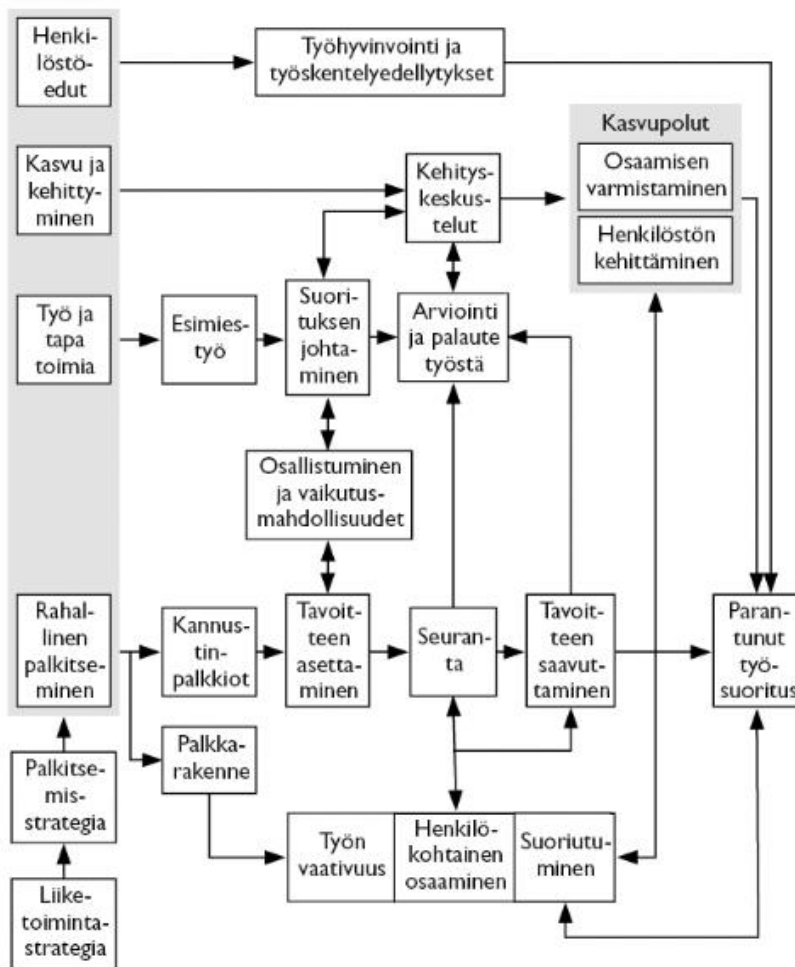 Henki-
löstö-
edut
Työhyvinvointi ja
työskentelyedellytykset
Kasvupolut
Osaamisen
varmistaminen
Henkilöstön
kehittäminen
Kasvu ja
kehitty-
minen
Kehitys-
keskus-
telut
Työ ja
tapa
toimia
Esimies-
työ
Suori-
tuksen
johta-
minen
Arviointi
ja palaute
työstä
Osallistuminen
ja vaikutus-
mahdollisuudet
Rahal-
linen
palkitse-
minen
Kannus-
tin-
palkkiot
Tavoit-
teen
asetta-
minen
Seuran-
ta
Tavoit-
teen
saavut-
taminen
Paran-
tunut
työ-
suoritus
Palkka-
rakenne
Palkitse-
mis-
strategia
Työn
vaativuus
Henkilö-
kohtainen
osaaminen
Suoriutu-
minen
Liike-
toiminta-
strategia